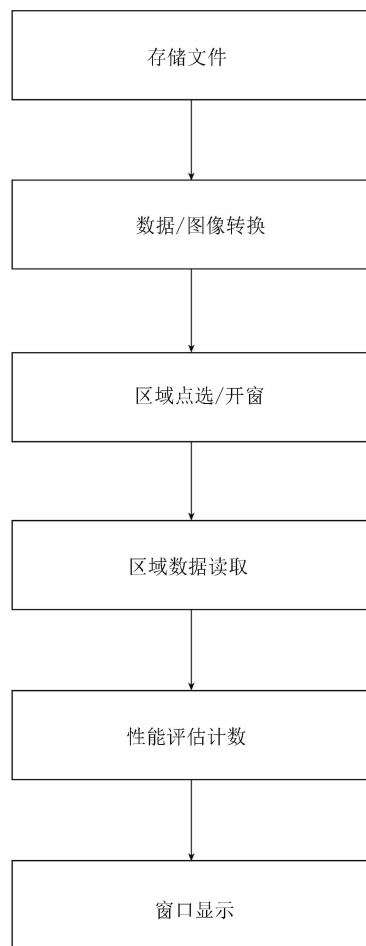 存储文件
数据/图像转换
区域点选/开窗
区域数据读取
性能评估计数
窗口显示